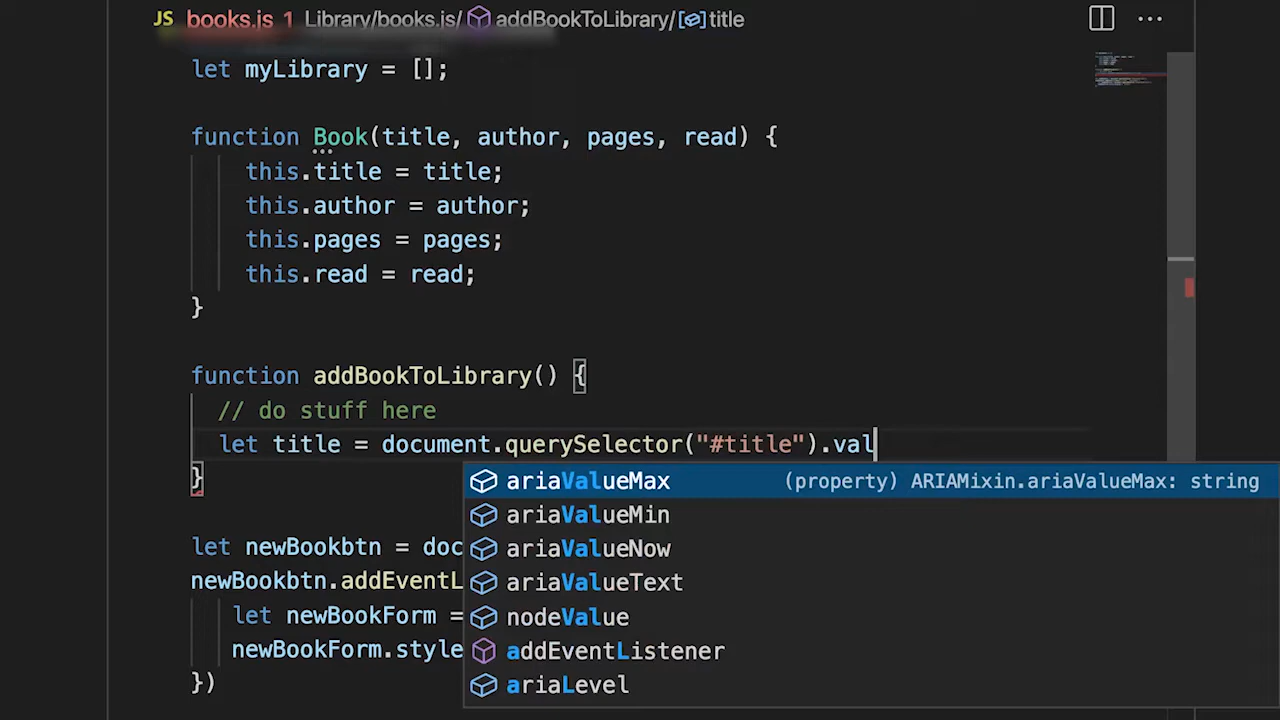 JS books.js 1 Library/books.js/ addBookToLibrary/ title
let myLibrary = [];
function Book(title, author, pages, read) {
this.title = title;
this.author = author;
this.pages = pages;
this.read = read;
}
function addBookToLibrary() {
// do stuff here
let title = document.querySelector("#title").val
}
ariaValueMax (property) ARIAMixin.ariaValueMax: string
ariaValueMin
ariaValueNow
ariaValueText
nodeValue
addEventListener
ariaLevel
let newBookbtn = doc
newBookbtn.addEventL
let newBookForm =
newBookForm.style
})